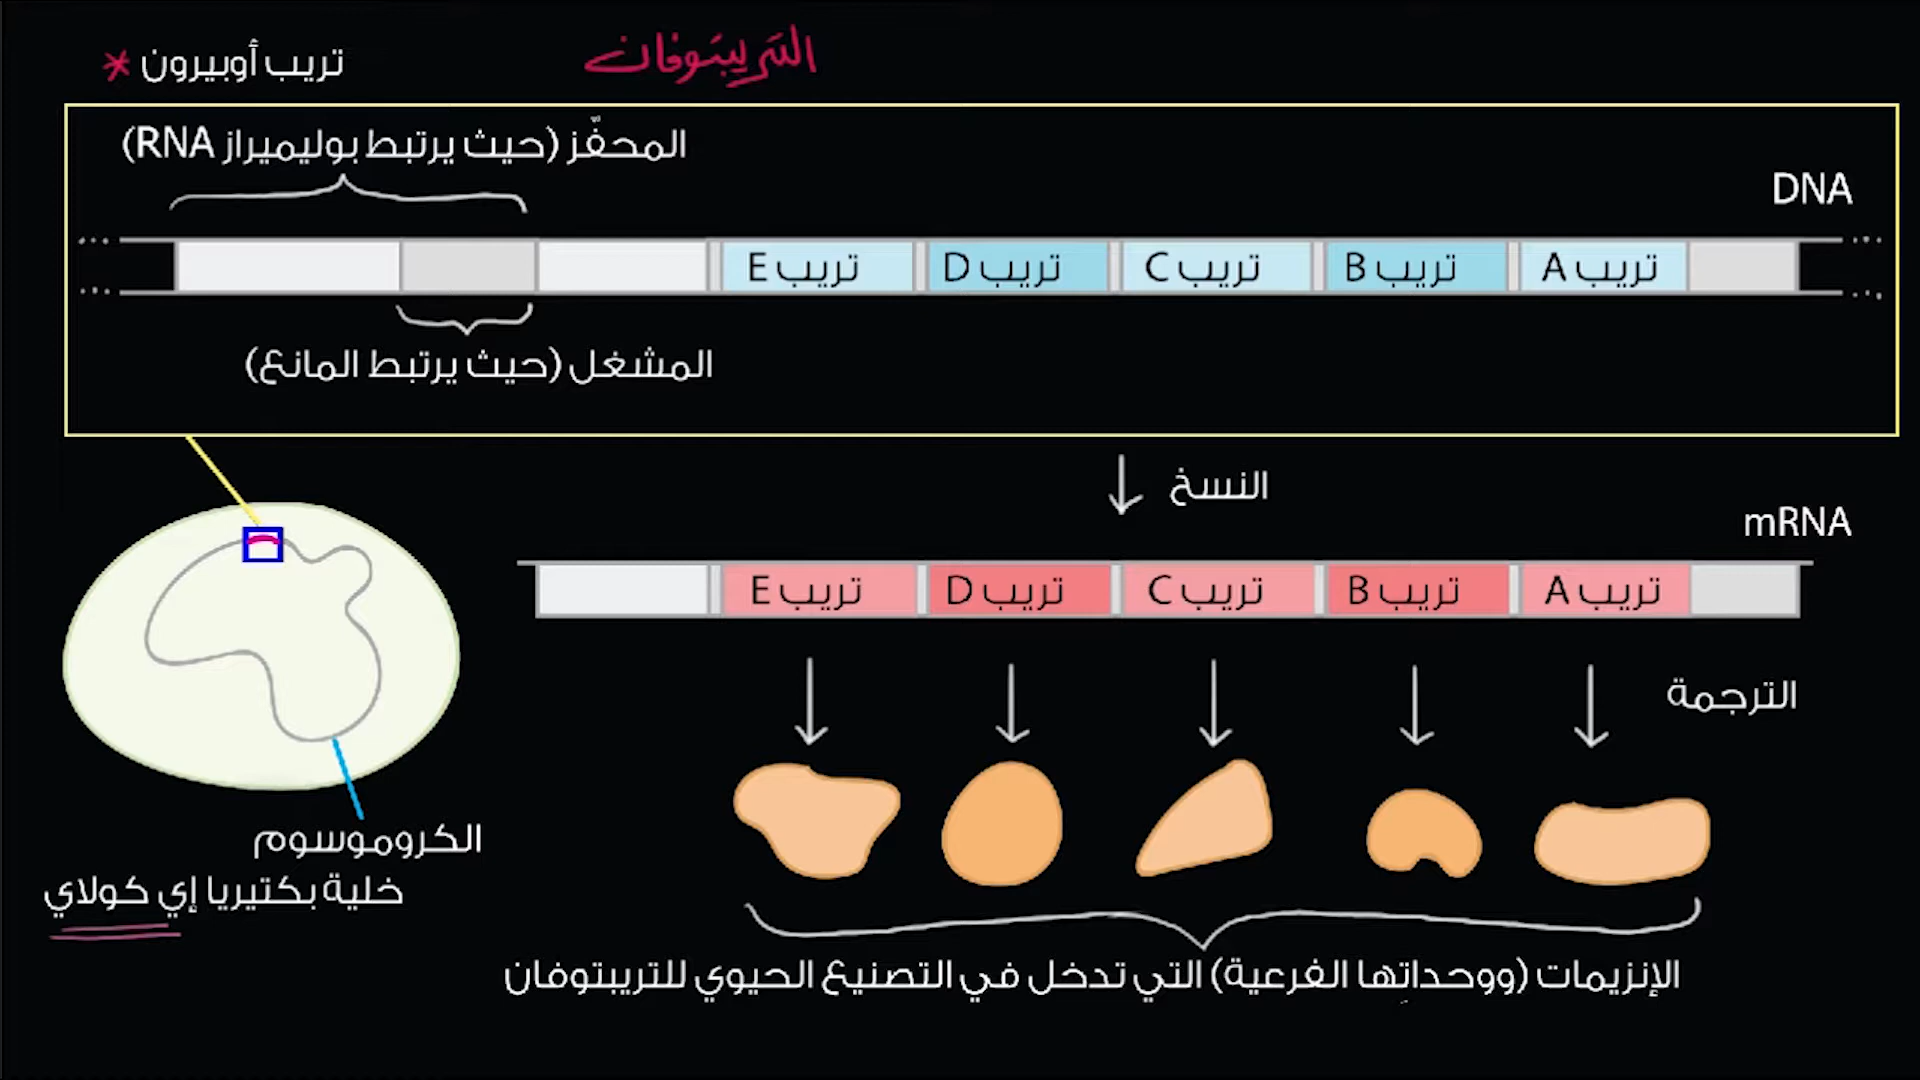 تريب أوبيرون *
التريبتوفان
المحفّز (حيث يرتبط بوليميراز RNA)
DNA
تريب E تريب D تريب C تريب B تريب A
المشغل (حيث يرتبط المانع)
النسخ
mRNA
تريب E تريب D تريب C تريب B تريب A
الترجمة
الكروموسوم
خلية بكتيريا إي كولاي
الإنزيمات (ووحداتِها الفرعية) التي تدخل في التصنيع الحيوي للتريبتوفان